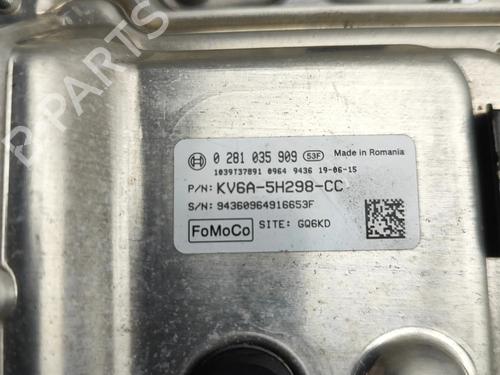 B-PARTS
0 281 035 909 53F Made in Romania
1039T37891 0964 9436 19-06-15
P/N: KV6A-5H298-CC
S/N: 94360964916653F
FoMoCo SITE: GQ6KD